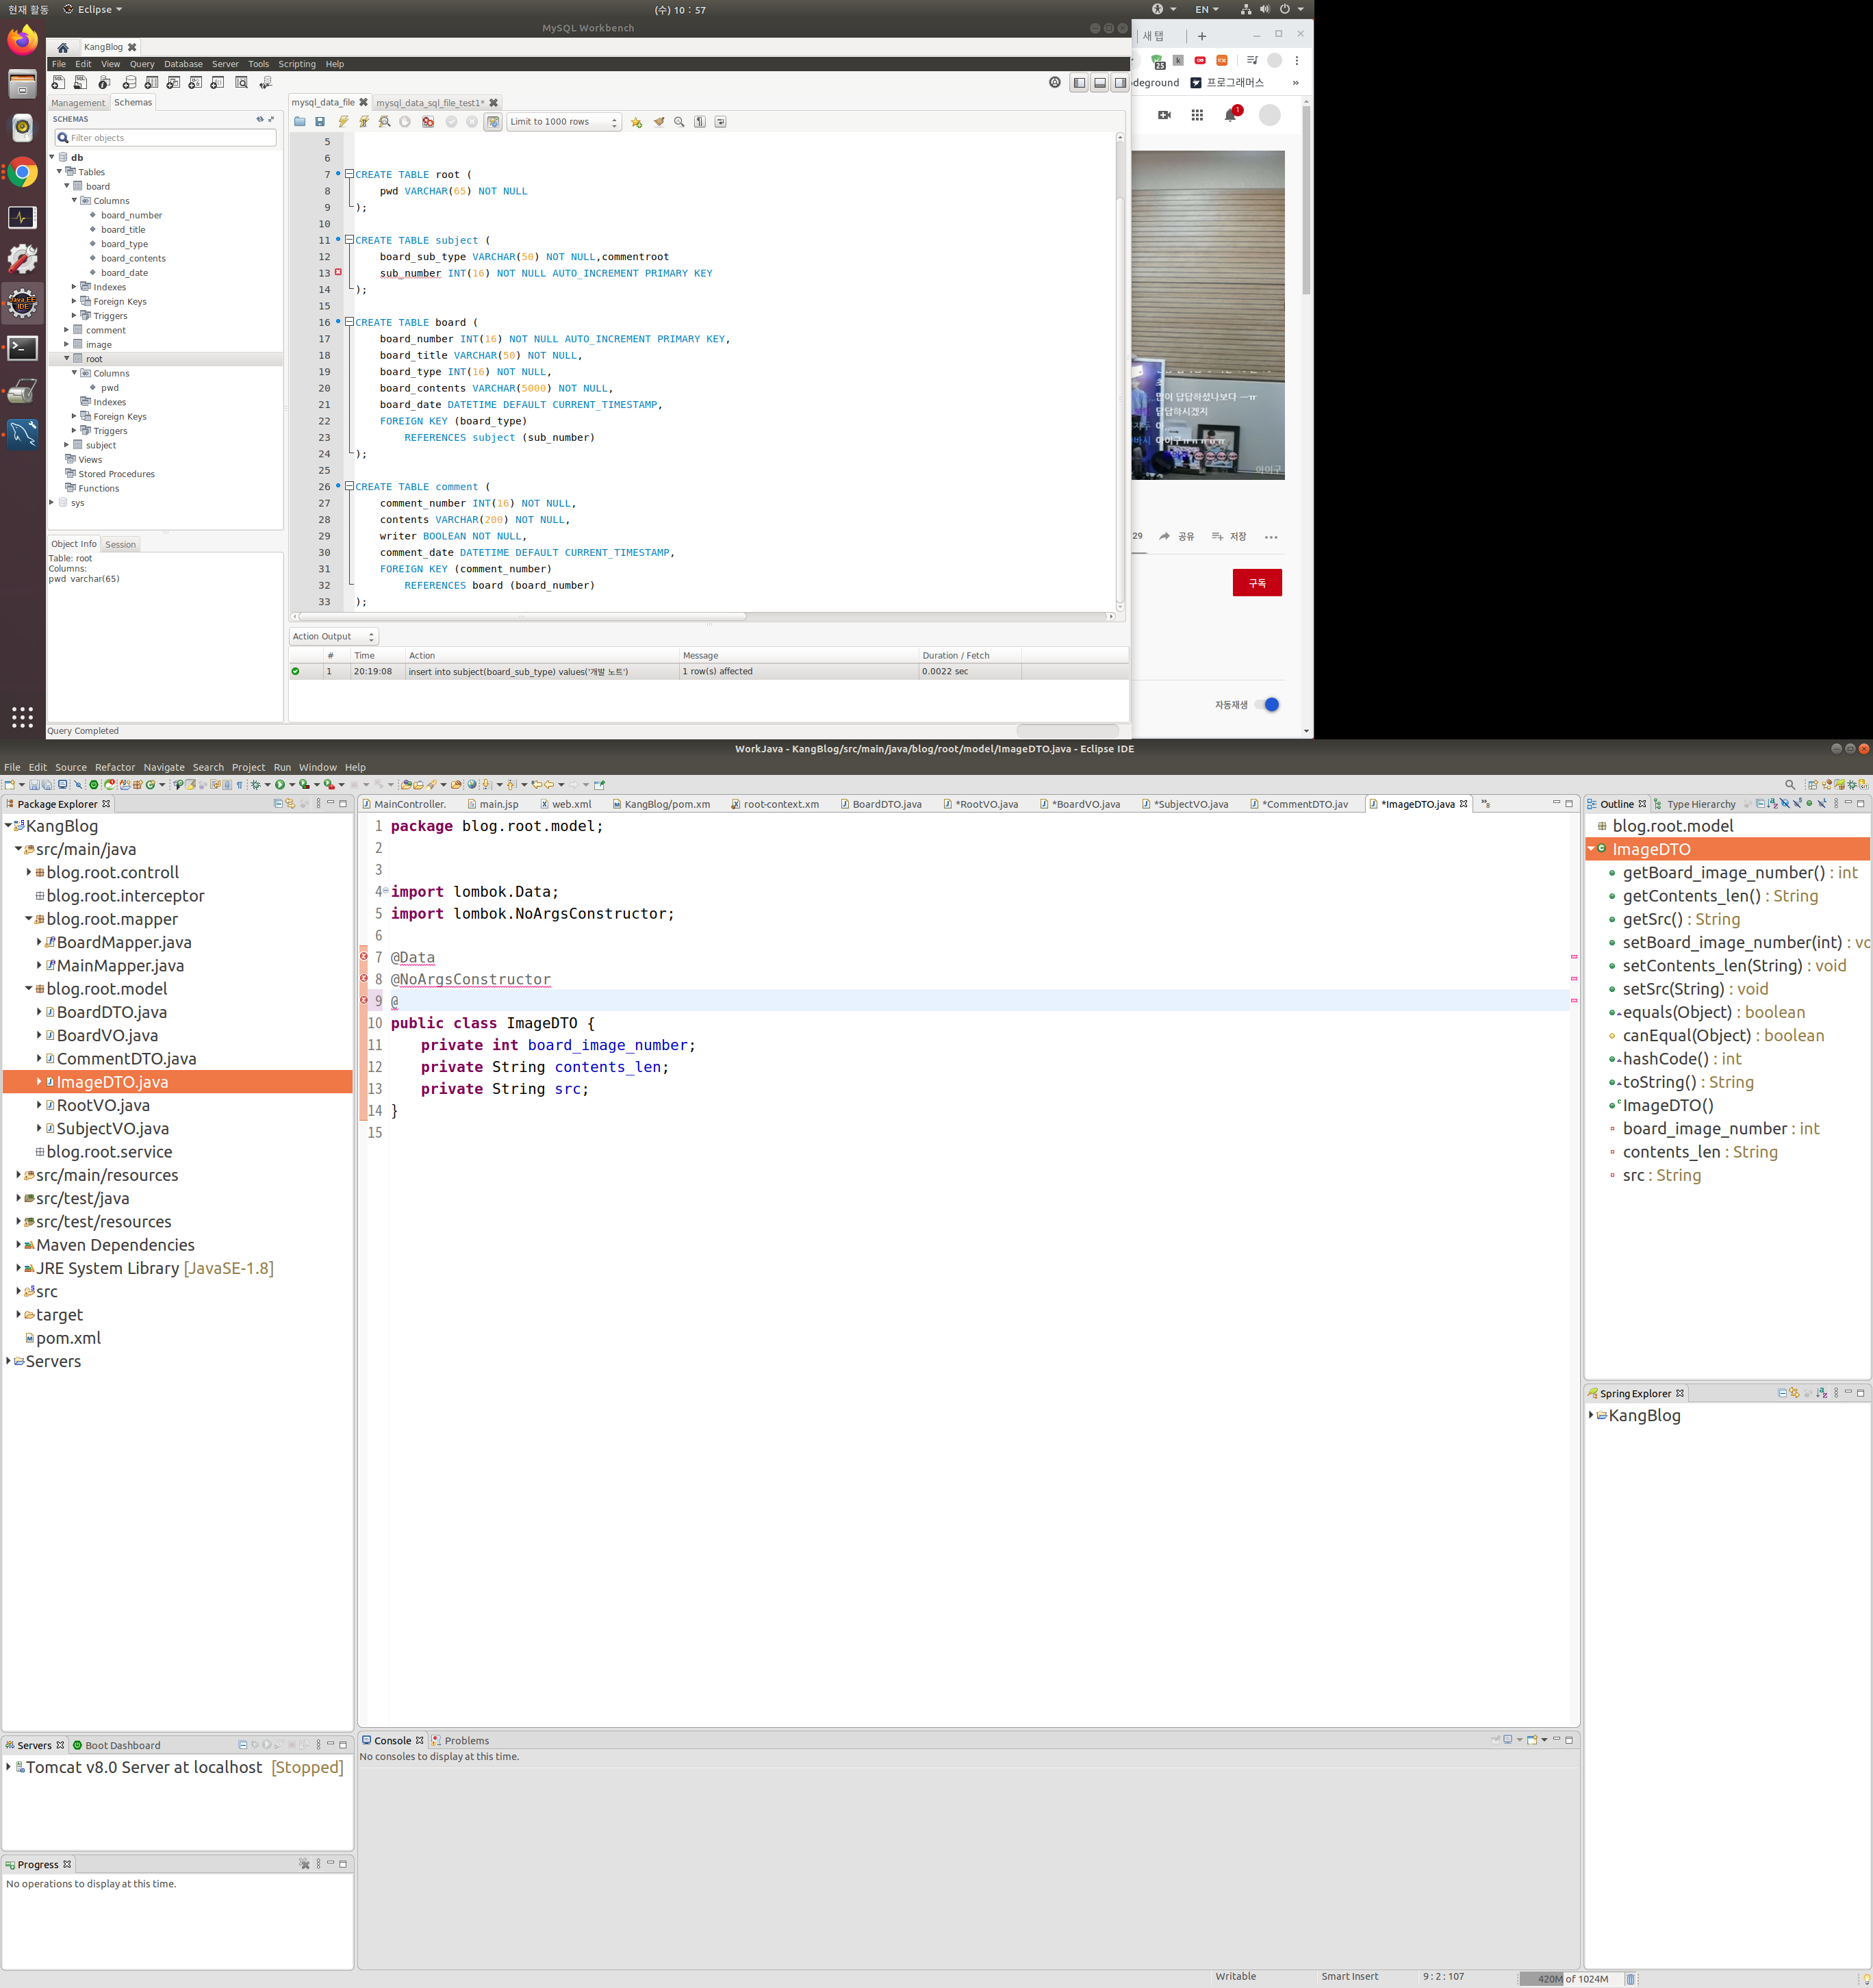 현재 활동 Eclipse (수) 10 : 57 EN
MySQL Workbench
KangBlog
File Edit View Query Database Server Tools Scripting Help
Management Schemas
SCHEMAS
Filter objects
db
Tables
board
Columns
board_number
board_title
board_type
board_contents
board_date
Indexes
Foreign Keys
Triggers
comment
image
root
Columns
pwd
Indexes
Foreign Keys
Triggers
subject
Views
Stored Procedures
Functions
sys
Object Info Session
Table: root
Columns:
pwd varchar(65)
Query Completed
mysql_data_file mysql_data_sql_file_test1*
Limit to 1000 rows
5
6
7 CREATE TABLE root (
8 pwd VARCHAR(65) NOT NULL
9 );
10
11 CREATE TABLE subject (
12 board_sub_type VARCHAR(50) NOT NULL,commentroot
13 sub_number INT(16) NOT NULL AUTO_INCREMENT PRIMARY KEY
14 );
15
16 CREATE TABLE board (
17 board_number INT(16) NOT NULL AUTO_INCREMENT PRIMARY KEY,
18 board_title VARCHAR(50) NOT NULL,
19 board_type INT(16) NOT NULL,
20 board_contents VARCHAR(5000) NOT NULL,
21 board_date DATETIME DEFAULT CURRENT_TIMESTAMP,
22 FOREIGN KEY (board_type)
23 REFERENCES subject (sub_number)
24 );
25
26 CREATE TABLE comment (
27 comment_number INT(16) NOT NULL,
28 contents VARCHAR(200) NOT NULL,
29 writer BOOLEAN NOT NULL,
30 comment_date DATETIME DEFAULT CURRENT_TIMESTAMP,
31 FOREIGN KEY (comment_number)
32 REFERENCES board (board_number)
33 );
Action Output
# Time Action Message Duration / Fetch
1 20:19:08 insert into subject(board_sub_type) values('개발 노트') 1 row(s) affected 0.0022 sec
새 탭
25
deground 프로그래머스 »
1
많이 답답하셨나보다 ㅡㅠ
답답하시겠지
아이구
29 공유 저장
구독
자동재생
WorkJava - KangBlog/src/main/java/blog/root/model/ImageDTO.java - Eclipse IDE
File Edit Source Refactor Navigate Search Project Run Window Help
Package Explorer
KangBlog
src/main/java
blog.root.controll
blog.root.interceptor
blog.root.mapper
BoardMapper.java
MainMapper.java
blog.root.model
BoardDTO.java
BoardVO.java
CommentDTO.java
ImageDTO.java
RootVO.java
SubjectVO.java
blog.root.service
src/main/resources
src/test/java
src/test/resources
Maven Dependencies
JRE System Library [JavaSE-1.8]
src
target
pom.xml
Servers
MainController. main.jsp web.xml KangBlog/pom.xm root-context.xm BoardDTO.java *RootVO.java *BoardVO.java *SubjectVO.java *CommentDTO.jav *ImageDTO.java
1 package blog.root.model;
2
3
4 import lombok.Data;
5 import lombok.NoArgsConstructor;
6
7 @Data
8 @NoArgsConstructor
9 @
10 public class ImageDTO {
11 private int board_image_number;
12 private String contents_len;
13 private String src;
14 }
15
Outline Type Hierarchy
blog.root.model
ImageDTO
getBoard_image_number() : int
getContents_len() : String
getSrc() : String
setBoard_image_number(int) : vo
setContents_len(String) : void
setSrc(String) : void
equals(Object) : boolean
canEqual(Object) : boolean
hashCode() : int
toString() : String
ImageDTO()
board_image_number : int
contents_len : String
src : String
Spring Explorer
KangBlog
Servers Boot Dashboard
Tomcat v8.0 Server at localhost [Stopped]
Progress
No operations to display at this time.
Console Problems
No consoles to display at this time.
Writable Smart Insert 9 : 2 : 107 420M of 1024M